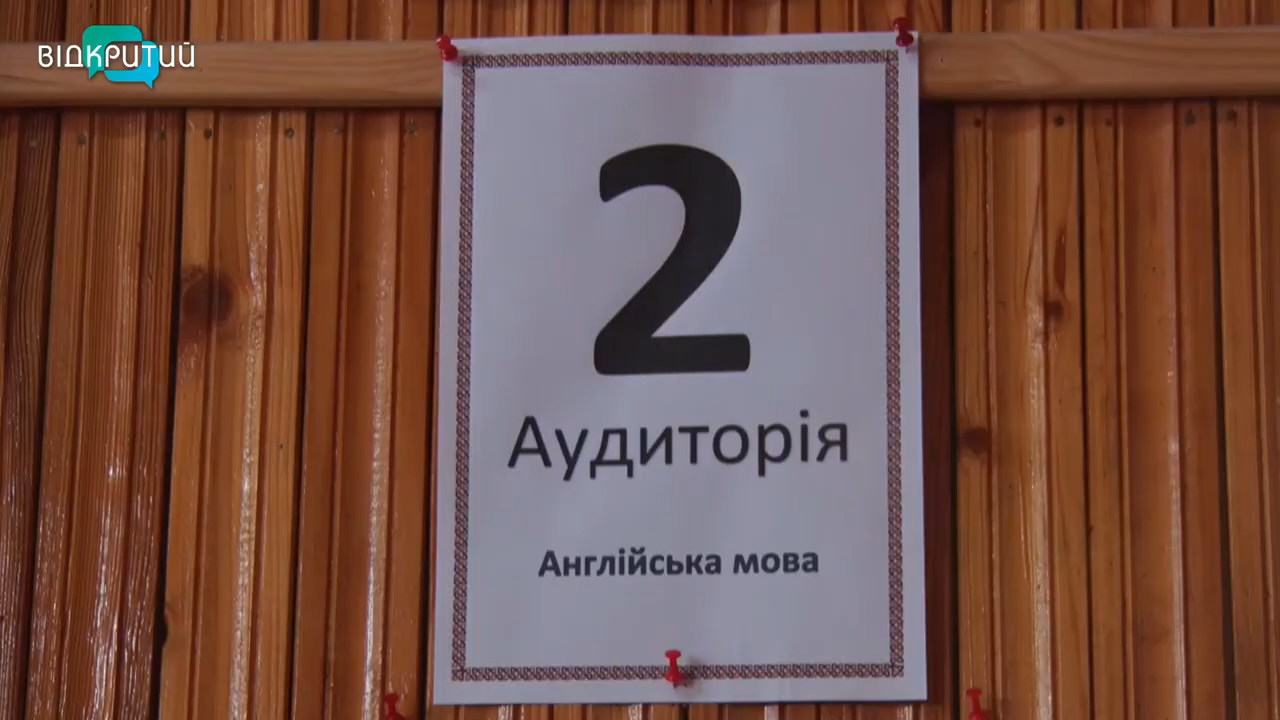 ВІДКРИТИЙ
2
Аудиторія
Англійська мова